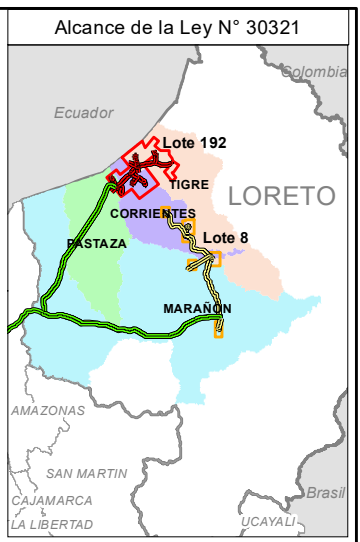 Alcance de la Ley N° 30321
Colombia
Ecuador
Lote 192
TIGRE
LORETO
CORRIENTES
Lote 8
PASTAZA
MARAÑÓN
AMAZONAS
SAN MARTIN
CAJAMARCA
Brasil
LA LIBERTAD
UCAYALI